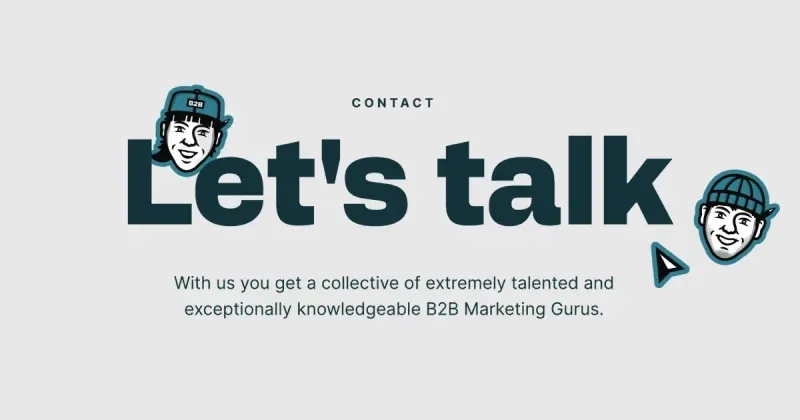 CONTACT
B2B
Let's talk
With us you get a collective of extremely talented and
exceptionally knowledgeable B2B Marketing Gurus.